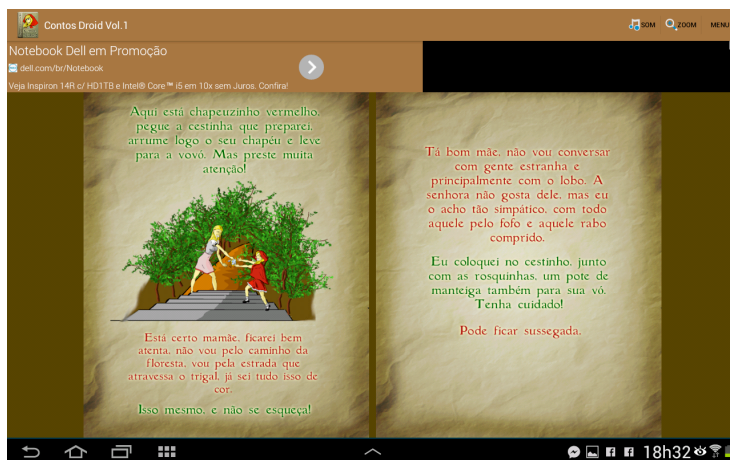 Contos Droid Vol.1
SOM
ZOOM
MENU
Notebook Dell em Promoção
dell.com/br/Notebook
Veja Inspiron 14R c/ HD1TB e Intel® Core™ i5 em 10x sem Juros. Confira!
Aqui está chapeuzinho vermelho,
pegue a cestinha que preparei,
arrume logo o seu chapéu e leve
para a vovó. Mas preste muita
atenção!
Está certo mamãe, ficarei bem
atenta, não vou pelo caminho da
floresta, vou pela estrada que
atravessa o trigal, já sei tudo isso de
cor.
Isso mesmo, e não se esqueça!
Tá bom mãe, não vou conversar
com gente estranha e
principalmente com o lobo. A
senhora não gosta dele, mas eu
o acho tão simpático, com todo
aquele pelo fofo e aquele rabo
comprido.
Eu coloquei no cestinho, junto
com as rosquinhas, um pote de
manteiga também para sua vó.
Tenha cuidado!
Pode ficar sussegada.
18h32